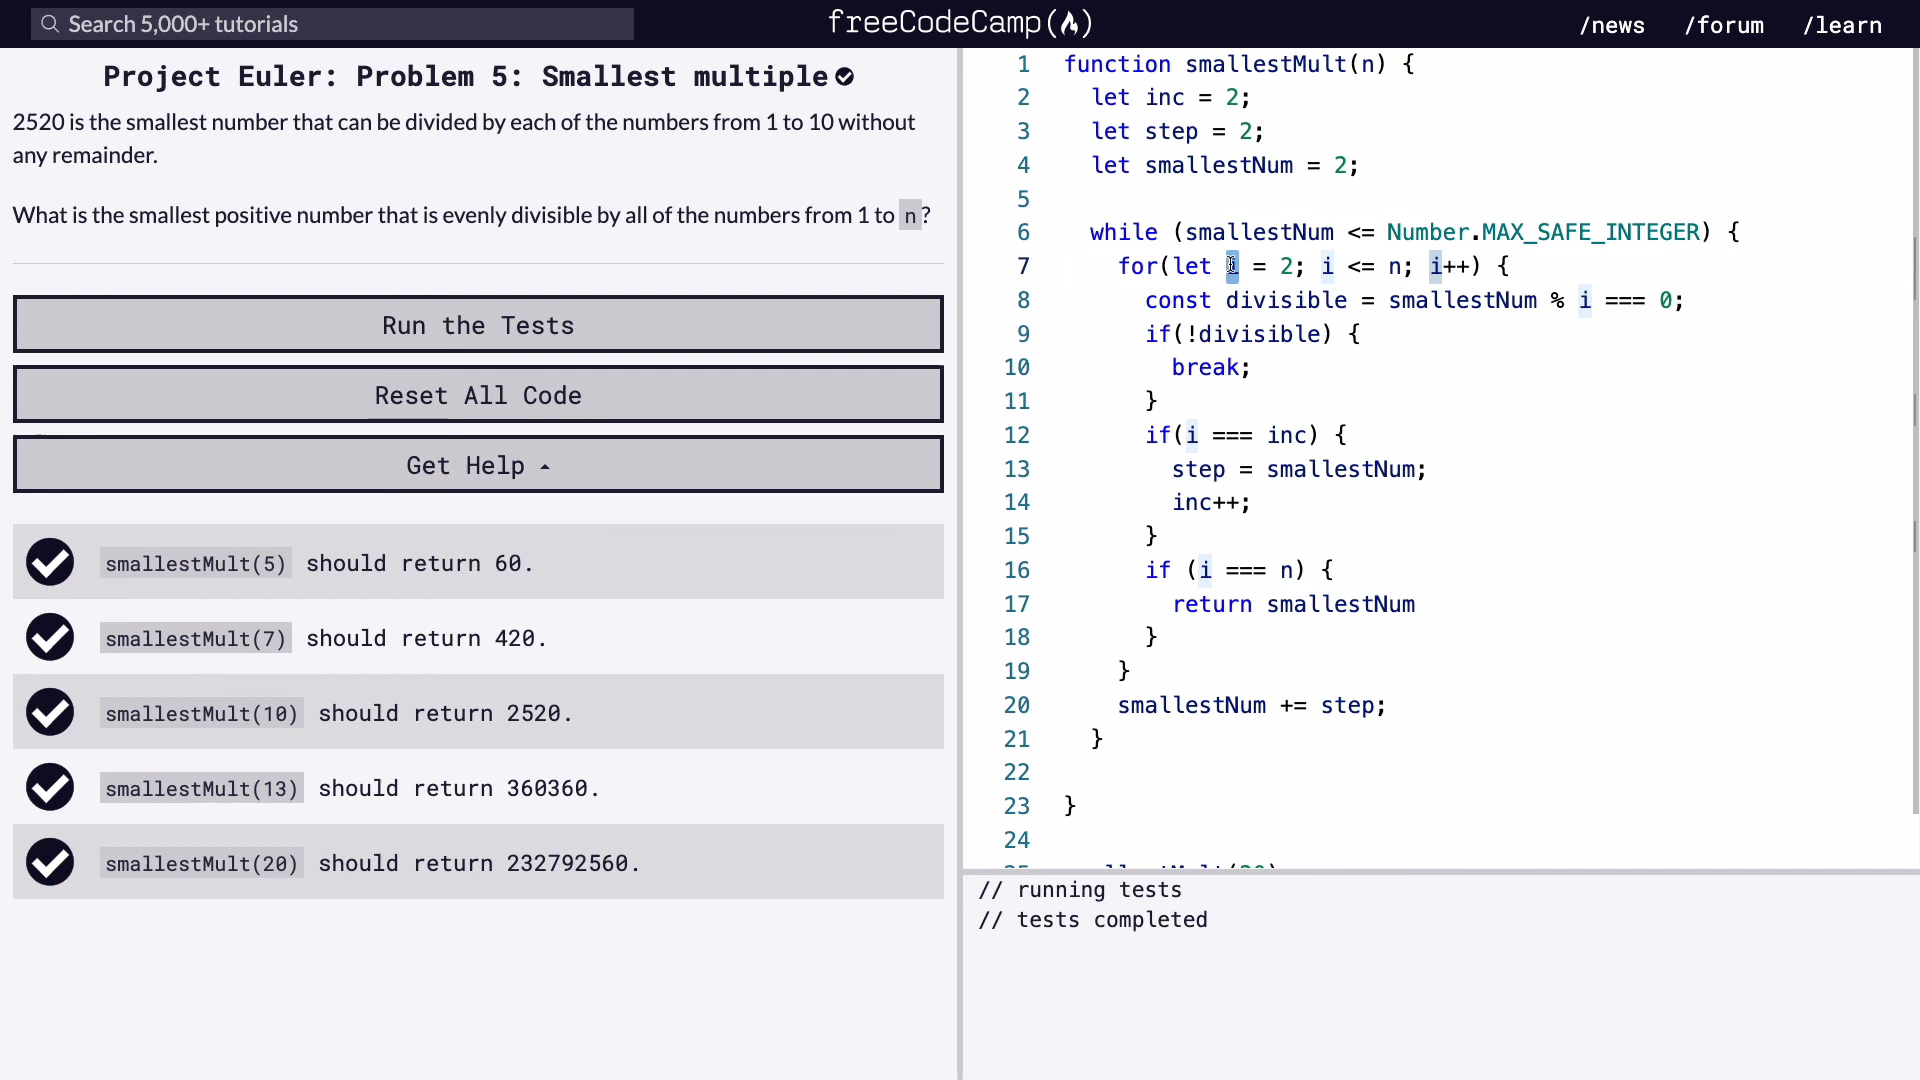 Search 5,000+ tutorials
freeCodeCamp
/news
/forum
/learn
Project Euler: Problem 5: Smallest multiple
2520 is the smallest number that can be divided by each of the numbers from 1 to 10 without
any remainder.
What is the smallest positive number that is evenly divisible by all of the numbers from 1 to n?
Run the Tests
Reset All Code
Get Help
smallestMult(5) should return 60.
smallestMult(7) should return 420.
smallestMult(10) should return 2520.
smallestMult(13) should return 360360.
smallestMult(20) should return 232792560.
1 function smallestMult(n) {
2 let inc = 2;
3 let step = 2;
4 let smallestNum = 2;
5
6 while (smallestNum <= Number.MAX_SAFE_INTEGER) {
7 for(let i = 2; i <= n; i++) {
8 const divisible = smallestNum % i === 0;
9 if(!divisible) {
10 break;
11 }
12 if(i === inc) {
13 step = smallestNum;
14 inc++;
15 }
16 if (i === n) {
17 return smallestNum
18 }
19 }
20 smallestNum += step;
21 }
22
23 }
24
// running tests
// tests completed